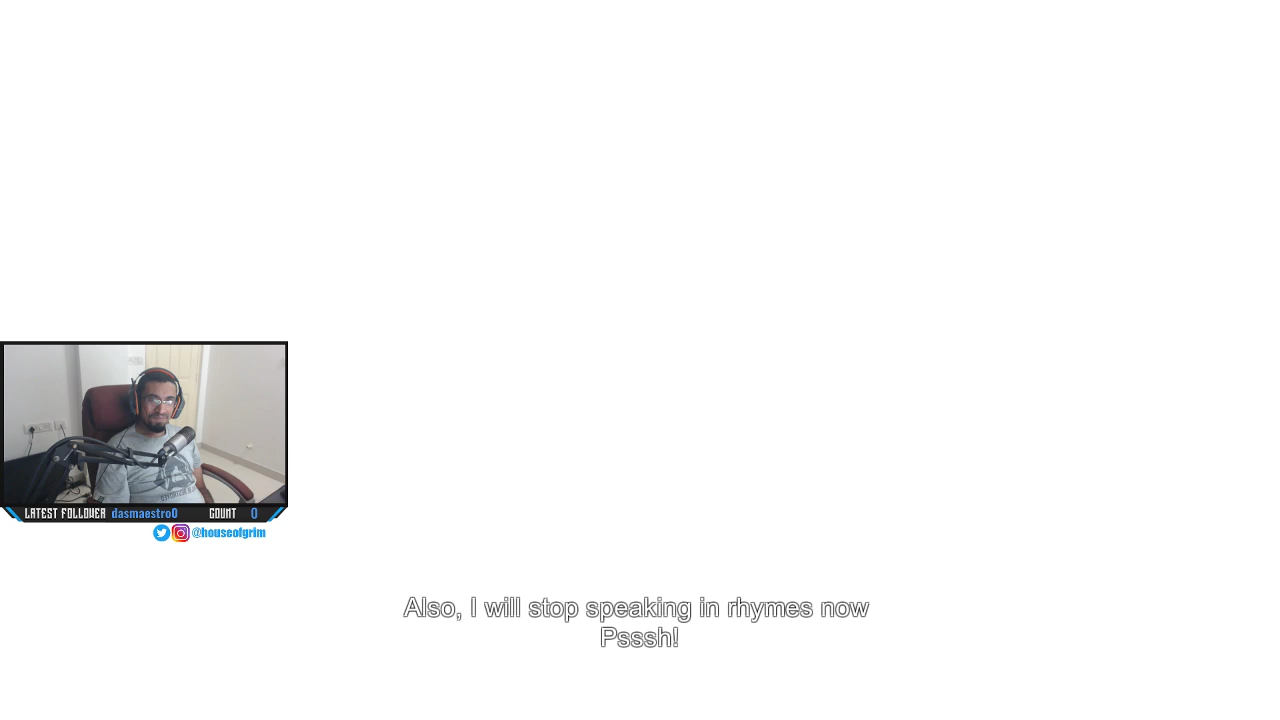 LATEST FOLLOWER dasmaestro0 COUNT 0
@houseofgrim
Also, I will stop speaking in rhymes now
Psssh!